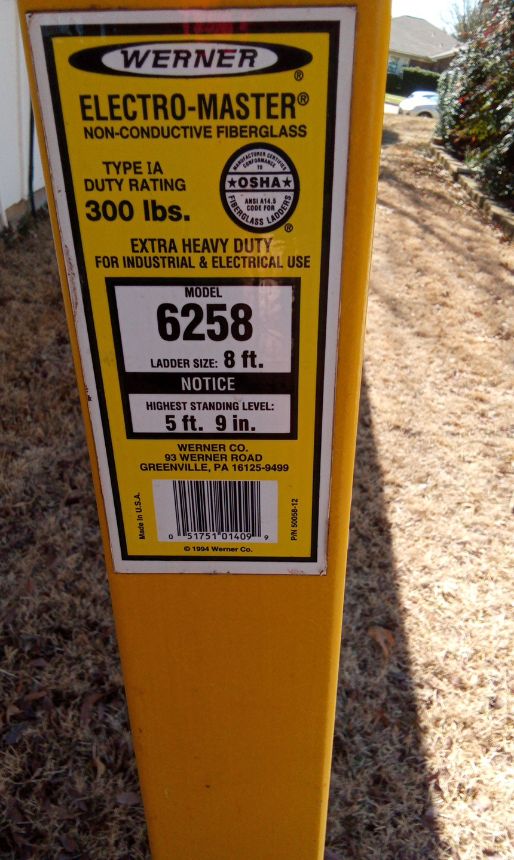 WERNER ®
ELECTRO-MASTER®
NON-CONDUCTIVE FIBERGLASS
TYPE IA
DUTY RATING
300 lbs.
MANUFACTURER CERTIFIES
CONFORMANCE
TO
★OSHA★
ANSI A14.5
CODE FOR
FIBERGLASS LADDERS
®
EXTRA HEAVY DUTY
FOR INDUSTRIAL & ELECTRICAL USE
MODEL
6258
LADDER SIZE: 8 ft.
NOTICE
HIGHEST STANDING LEVEL:
5 ft. 9 in.
WERNER CO.
93 WERNER ROAD
GREENVILLE, PA 16125-9499
Made in U.S.A.
0 51751 01409 9
P/N 50058-12
© 1994 Werner Co.